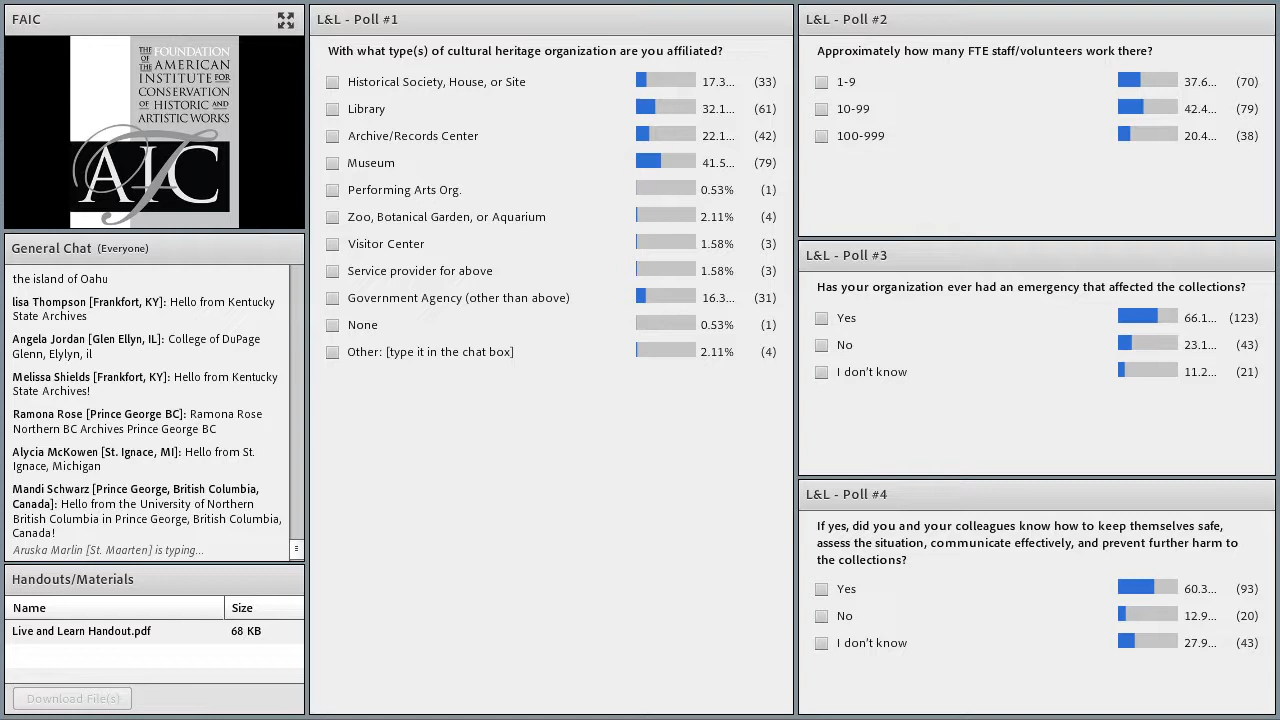 FAIC
THE FOUNDATION
OF THE AMERICAN
INSTITUTE FOR
CONSERVATION
OF HISTORIC AND
ARTISTIC WORKS
FAIC
General Chat (Everyone)
the island of Oahu
lisa Thompson [Frankfort, KY]: Hello from Kentucky
State Archives
Angela Jordan [Glen Ellyn, IL]: College of DuPage
Glenn, Elylyn, il
Melissa Shields [Frankfort, KY]: Hello from Kentucky
State Archives!
Ramona Rose [Prince George BC]: Ramona Rose
Northern BC Archives Prince George BC
Alycia McKowen [St. Ignace, MI]: Hello from St.
Ignace, Michigan
Mandi Schwarz [Prince George, British Columbia,
Canada]: Hello from the University of Northern
British Columbia in Prince George, British Columbia,
Canada!
Aruska Marlin [St. Maarten] is typing...
Handouts/Materials
Name Size
Live and Learn Handout.pdf 68 KB
Download File(s)
L&L - Poll #1
With what type(s) of cultural heritage organization are you affiliated?
Historical Society, House, or Site 17.3... (33)
Library 32.1... (61)
Archive/Records Center 22.1... (42)
Museum 41.5... (79)
Performing Arts Org. 0.53% (1)
Zoo, Botanical Garden, or Aquarium 2.11% (4)
Visitor Center 1.58% (3)
Service provider for above 1.58% (3)
Government Agency (other than above) 16.3... (31)
None 0.53% (1)
Other: [type it in the chat box] 2.11% (4)
L&L - Poll #2
Approximately how many FTE staff/volunteers work there?
1-9 37.6... (70)
10-99 42.4... (79)
100-999 20.4... (38)
L&L - Poll #3
Has your organization ever had an emergency that affected the collections?
Yes 66.1... (123)
No 23.1... (43)
I don't know 11.2... (21)
L&L - Poll #4
If yes, did you and your colleagues know how to keep themselves safe,
assess the situation, communicate effectively, and prevent further harm to
the collections?
Yes 60.3... (93)
No 12.9... (20)
I don't know 27.9... (43)